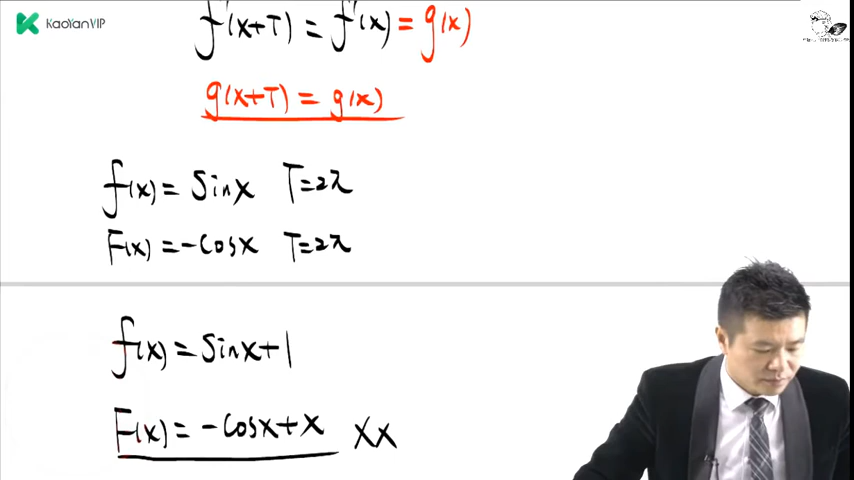 KaoYanVIP
f'(x+T) = f'(x) = g(x)
g(x+T) = g(x)
f(x) = sinx T=2π
F(x) = -cosx T=2π
f(x) = sinx+1
F(x) = -cosx+x XX